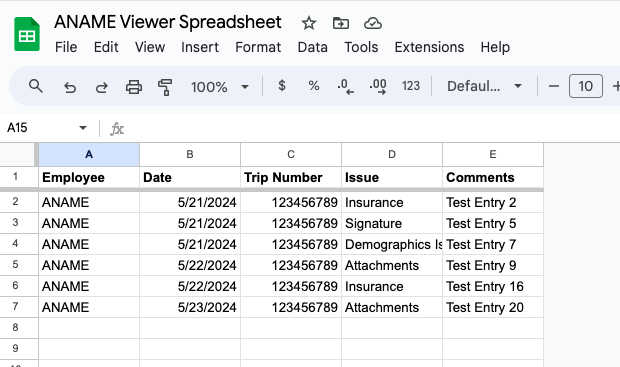 ANAME Viewer Spreadsheet
File Edit View Insert Format Data Tools Extensions Help
100% $ % .0 .00 123 Defaul... − 10 +
A15 fx
A B C D E
1 Employee Date Trip Number Issue Comments
2 ANAME 5/21/2024 123456789 Insurance Test Entry 2
3 ANAME 5/21/2024 123456789 Signature Test Entry 5
4 ANAME 5/21/2024 123456789 Demographics Is Test Entry 7
5 ANAME 5/22/2024 123456789 Attachments Test Entry 9
6 ANAME 5/22/2024 123456789 Insurance Test Entry 16
7 ANAME 5/23/2024 123456789 Attachments Test Entry 20
8
9